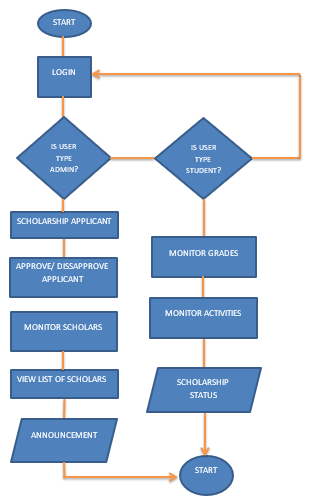 START
LOGIN
IS USER
TYPE
ADMIN?
IS USER
TYPE
STUDENT?
SCHOLARSHIP APPLICANT
APPROVE/ DISSAPPROVE
APPLICANT
MONITOR SCHOLARS
VIEW LIST OF SCHOLARS
ANNOUNCEMENT
MONITOR GRADES
MONITOR ACTIVITIES
SCHOLARSHIP
STATUS
START